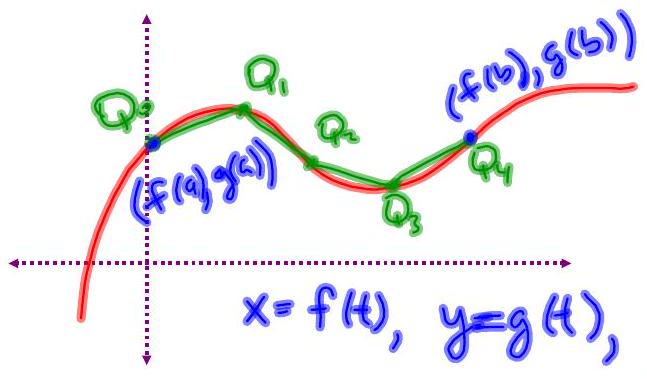 Q₀
Q₁
Q₂
(f(b), g(b))
(f(a), g(a))
Q₃
Q₄
x = f(t), y = g(t),